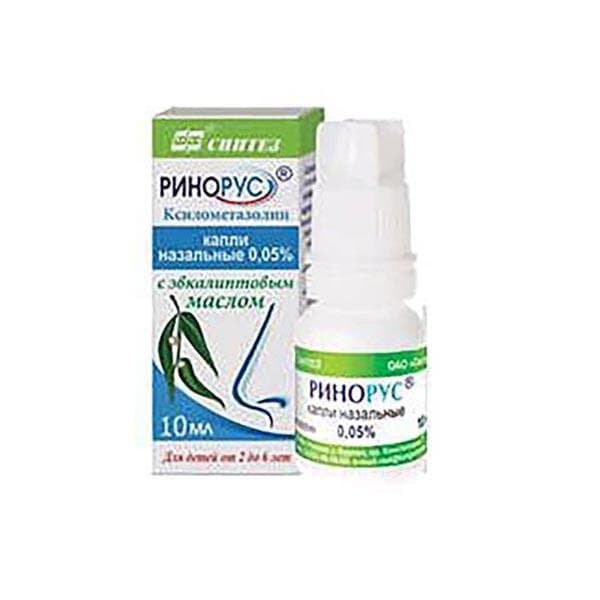 СИНТЕЗ
РИНОРУС®
Ксилометазолин
капли
назальные 0,05%
с эвкалиптовым
маслом
10 мл
Для детей от 2 до 6 лет
ОАО
РИНОРУС®
капли назальные
0,05%